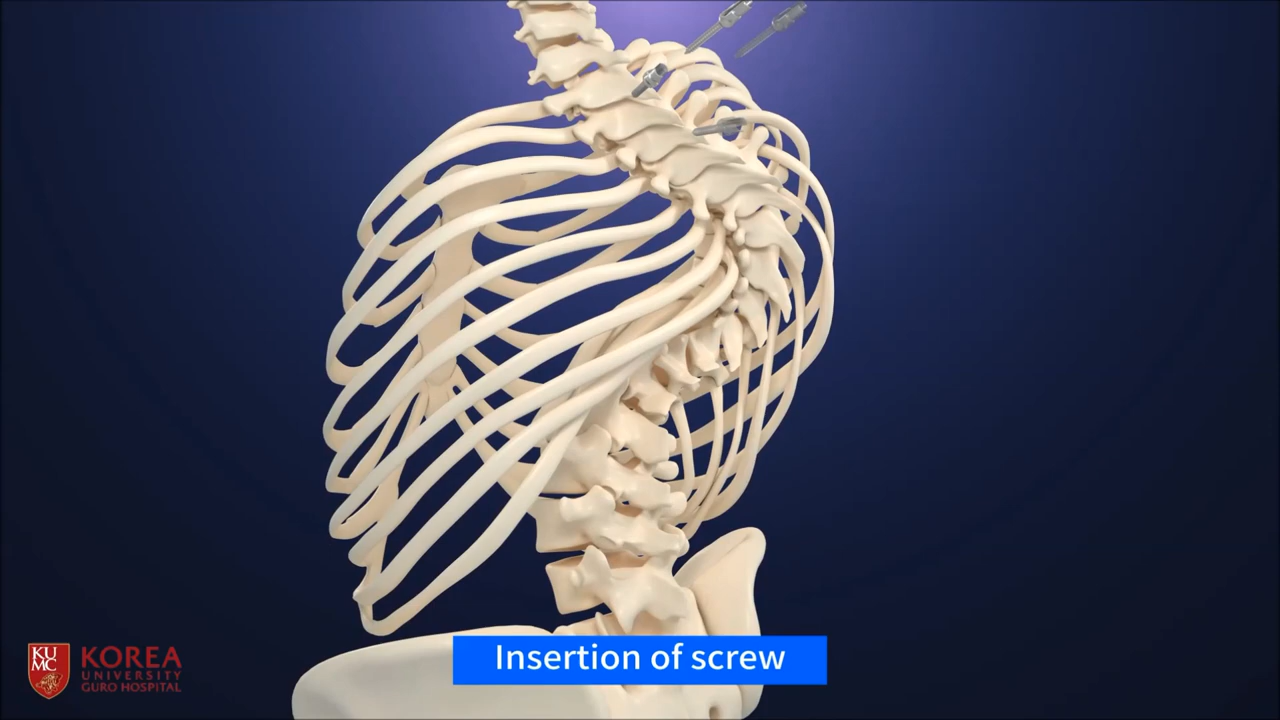 Insertion of screw
KU
MC
KOREA
UNIVERSITY
GURO HOSPITAL